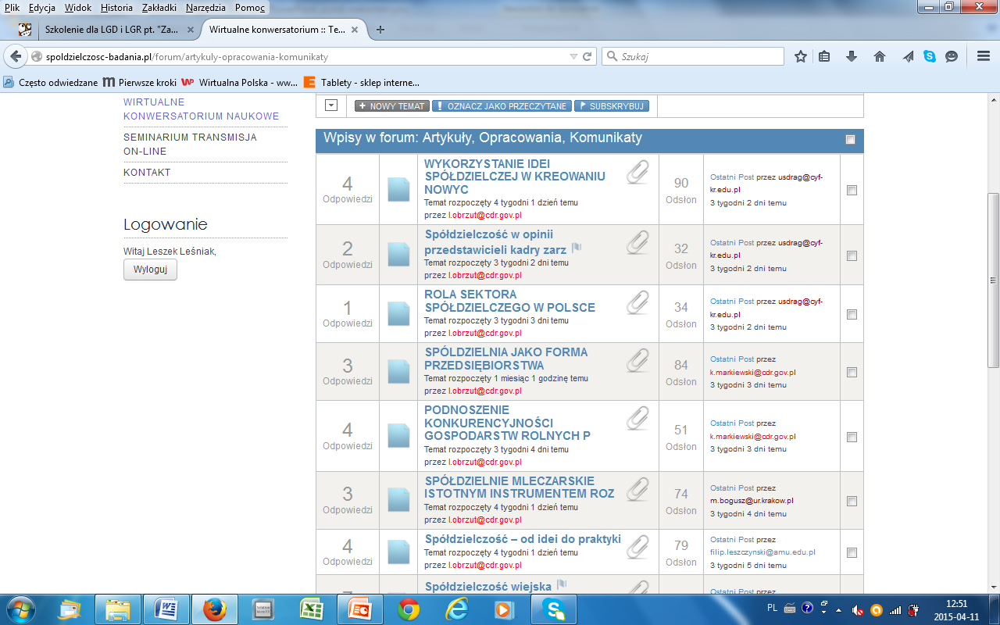 Plik Edycja Widok Historia Zakładki Narzędzia Pomoc
Szkolenie dla LGD i LGR pt. "Za...
Wirtualne konwersatorium :: Te...
spoldzielczosc-badania.pl/forum/artykuly-opracowania-komunikaty
Szukaj
Często odwiedzane
Pierwsze kroki
Wirtualna Polska - ww...
Tablety - sklep interne...
WIRTUALNE
KONWERSATORIUM NAUKOWE
SEMINARIUM TRANSMISJA
ON-LINE
KONTAKT
Logowanie
Witaj Leszek Leśniak,
Wyloguj
NOWY TEMAT
OZNACZ JAKO PRZECZYTANE
SUBSKRYBUJ
Wpisy w forum: Artykuły, Opracowania, Komunikaty
4
Odpowiedzi
WYKORZYSTANIE IDEI
SPÓŁDZIELCZEJ W KREOWANIU
NOWYC
Temat rozpoczęty 4 tygodni 1 dzień temu
przez l.obrzut@cdr.gov.pl
90
Odsłon
Ostatni Post przez usdrag@cyf-
kr.edu.pl
3 tygodni 2 dni temu
2
Odpowiedzi
Spółdzielczość w opinii
przedstawicieli kadry zarz
Temat rozpoczęty 3 tygodni 2 dni temu
przez l.obrzut@cdr.gov.pl
32
Odsłon
Ostatni Post przez usdrag@cyf-
kr.edu.pl
3 tygodni 2 dni temu
1
Odpowiedzi
ROLA SEKTORA
SPÓŁDZIELCZEGO W POLSCE
Temat rozpoczęty 3 tygodni 3 dni temu
przez l.obrzut@cdr.gov.pl
34
Odsłon
Ostatni Post przez usdrag@cyf-
kr.edu.pl
3 tygodni 2 dni temu
3
Odpowiedzi
SPÓLDZIELNIA JAKO FORMA
PRZEDSIĘBIORSTWA
Temat rozpoczęty 1 miesiąc 1 godzinę temu
przez l.obrzut@cdr.gov.pl
84
Odsłon
Ostatni Post przez
k.markiewski@cdr.gov.pl
3 tygodni 3 dni temu
4
Odpowiedzi
PODNOSZENIE
KONKURENCYJNOŚCI
GOSPODARSTW ROLNYCH P
Temat rozpoczęty 3 tygodni 4 dni temu
przez l.obrzut@cdr.gov.pl
51
Odsłon
Ostatni Post przez
k.markiewski@cdr.gov.pl
3 tygodni 3 dni temu
3
Odpowiedzi
SPÓŁDZIELNIE MLECZARSKIE
ISTOTNYM INSTRUMENTEM ROZ
Temat rozpoczęty 4 tygodni 1 dzień temu
przez l.obrzut@cdr.gov.pl
74
Odsłon
Ostatni Post przez
m.bogusz@ur.krakow.pl
3 tygodni 4 dni temu
4
Odpowiedzi
Spółdzielczość – od idei do praktyki
Temat rozpoczęty 4 tygodni 1 dzień temu
przez l.obrzut@cdr.gov.pl
79
Odsłon
Ostatni Post przez
filip.leszczynski@amu.edu.pl
3 tygodni 5 dni temu
Spółdzielczość wiejska
Ostatni Post przez
PL
12:51
2015-04-11